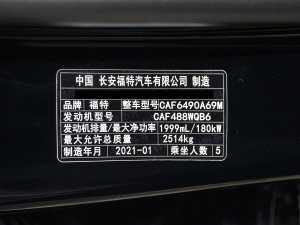 中国 长安福特汽车有限公司 制造
品牌 福特 整车型号 CAF6490A69M
发动机型号 CAF488WQB6
发动机排量/最大净功率 1999mL/180kW
最大允许总质量 2514kg
制造年月 2021-01 乘坐人数 5